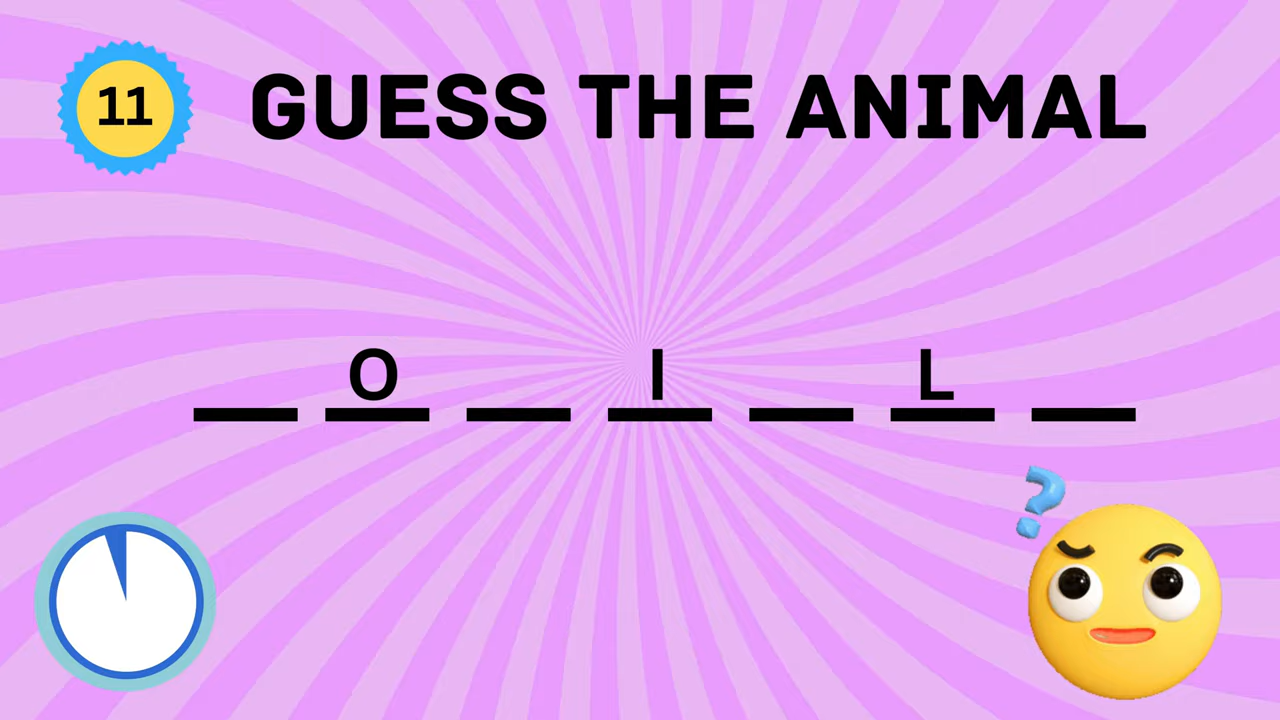 11
GUESS THE ANIMAL
_ O _ I _ L _
?